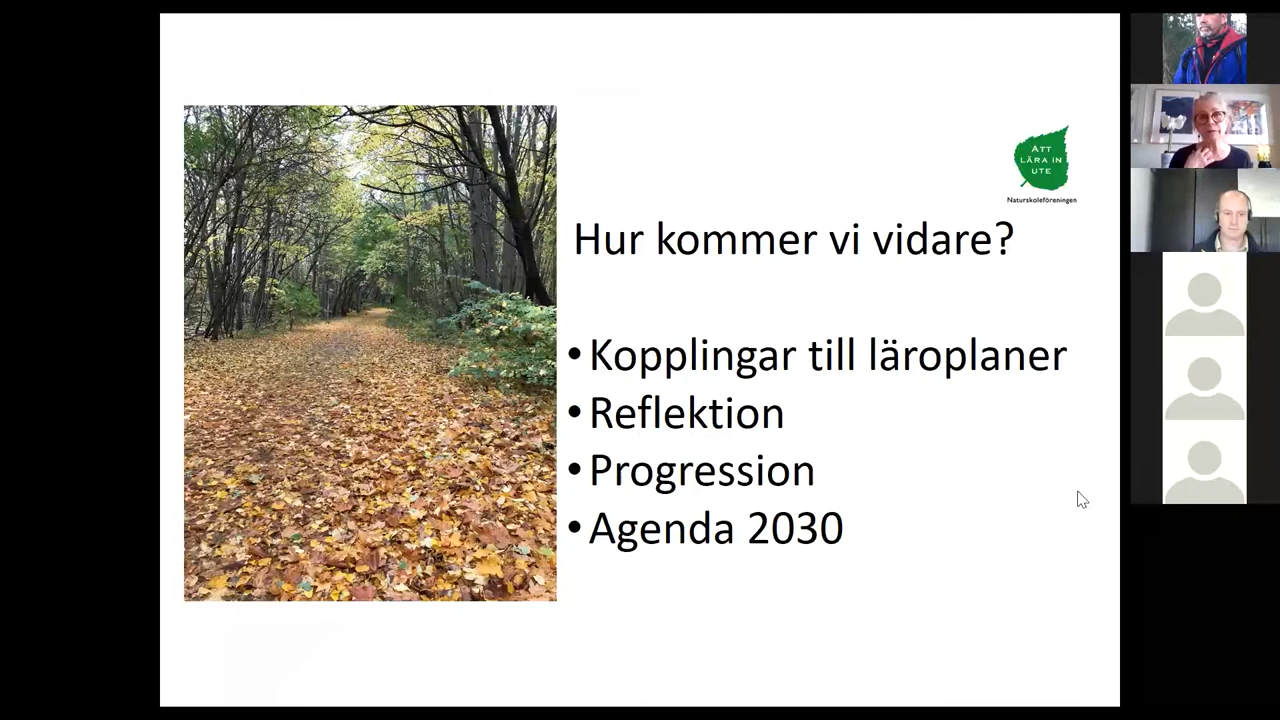 ATT
LÄRA IN
UTE
Naturskoleföreningen
Hur kommer vi vidare?
• Kopplingar till läroplaner
• Reflektion
• Progression
• Agenda 2030